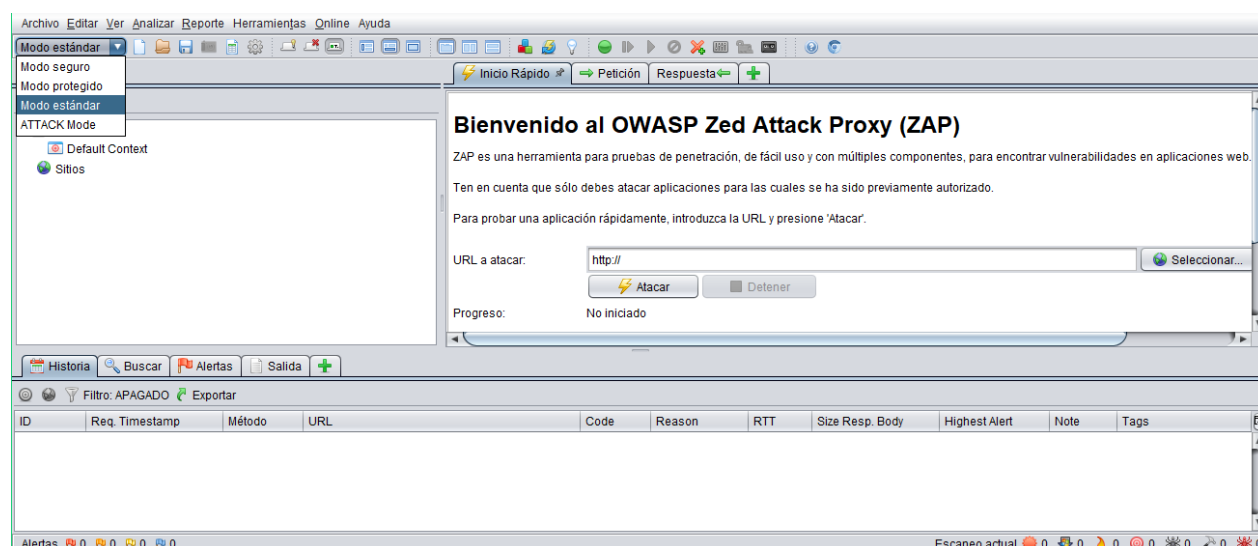 Archivo Editar Ver Analizar Reporte Herramientas Online Ayuda
Modo estándar
Modo seguro
Modo protegido
Modo estándar
ATTACK Mode
Default Context
Sitios
Inicio Rápido
Petición
Respuesta
Bienvenido al OWASP Zed Attack Proxy (ZAP)
ZAP es una herramienta para pruebas de penetración, de fácil uso y con múltiples componentes, para encontrar vulnerabilidades en aplicaciones web.
Ten en cuenta que sólo debes atacar aplicaciones para las cuales se ha sido previamente autorizado.
Para probar una aplicación rápidamente, introduzca la URL y presione 'Atacar'.
URL a atacar: http:// Seleccionar...
Atacar Detener
Progreso: No iniciado
Historia Buscar Alertas Salida
Filtro: APAGADO Exportar
ID Req. Timestamp Método URL Code Reason RTT Size Resp. Body Highest Alert Note Tags
Alertas 0 0 0 0 Escaneo actual 0 0 0 0 0 0